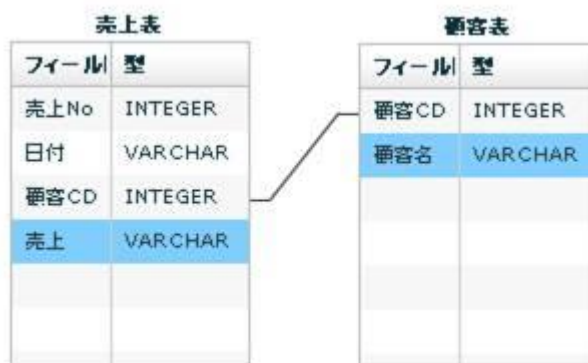 売上表
フィール 型
売上No INTEGER
日付 VARCHAR
顧客CD INTEGER
売上 VARCHAR
顧客表
フィール 型
顧客CD INTEGER
顧客名 VARCHAR